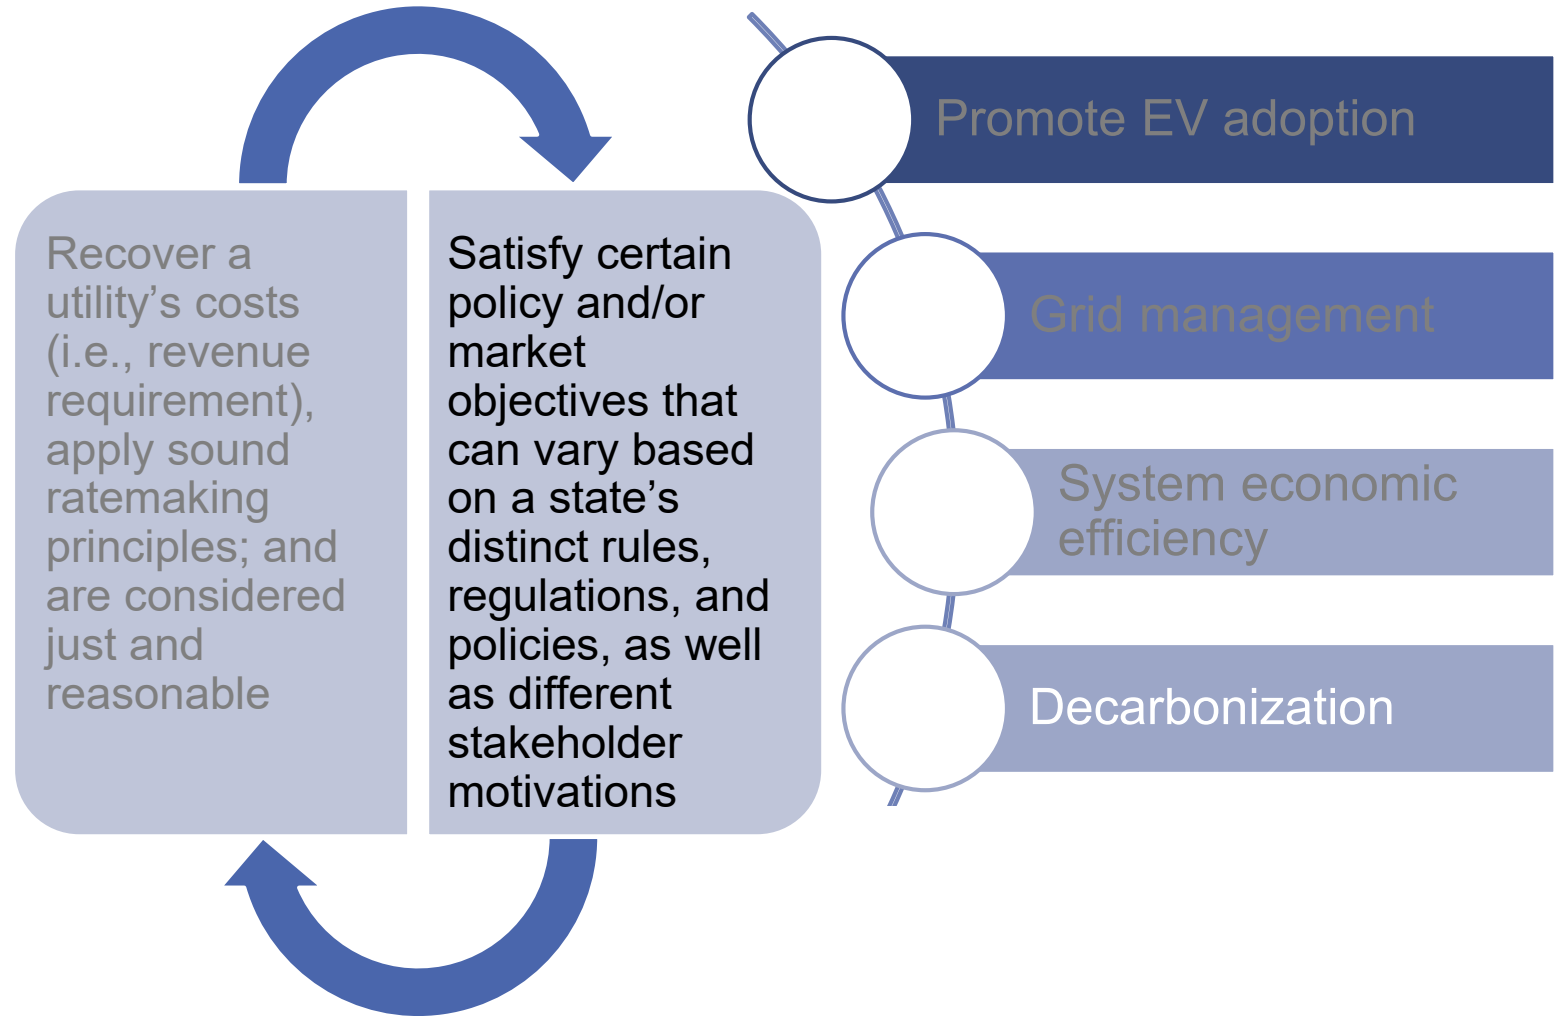 Recover a
utility’s costs
(i.e., revenue
requirement),
apply sound
ratemaking
principles; and
are considered
just and
reasonable
Satisfy certain
policy and/or
market
objectives that
can vary based
on a state’s
distinct rules,
regulations, and
policies, as well
as different
stakeholder
motivations
Promote EV adoption
Grid management
System economic
efficiency
Decarbonization